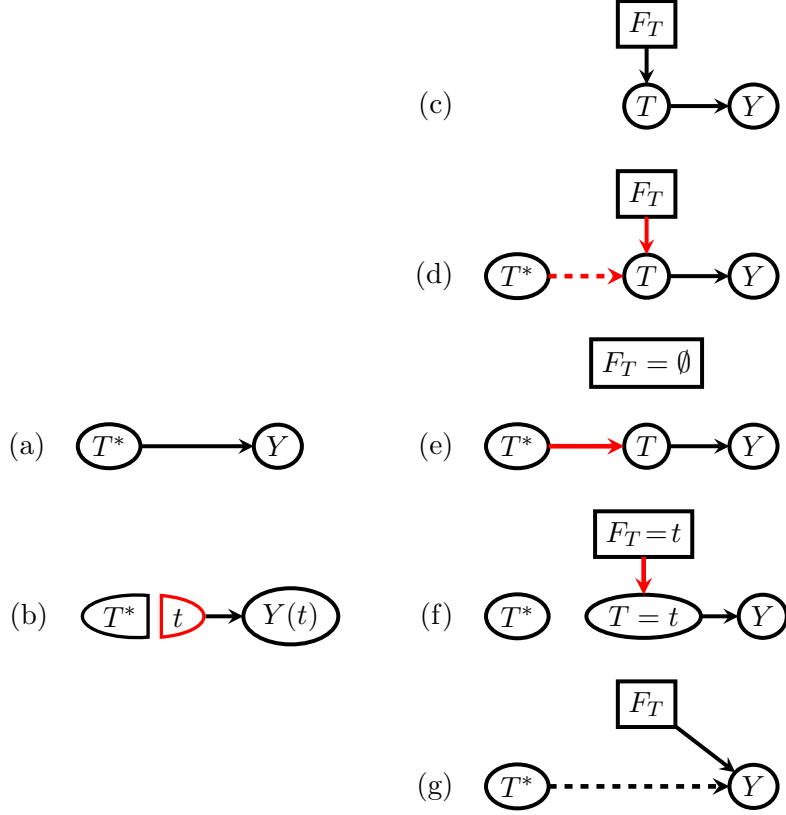 F_T
(c) T Y
F_T
(d) T* T Y
F_T = ∅
(a) T* Y (e) T* T Y
F_T = t
(b) T* t Y(t) (f) T* T = t Y
F_T
(g) T* Y